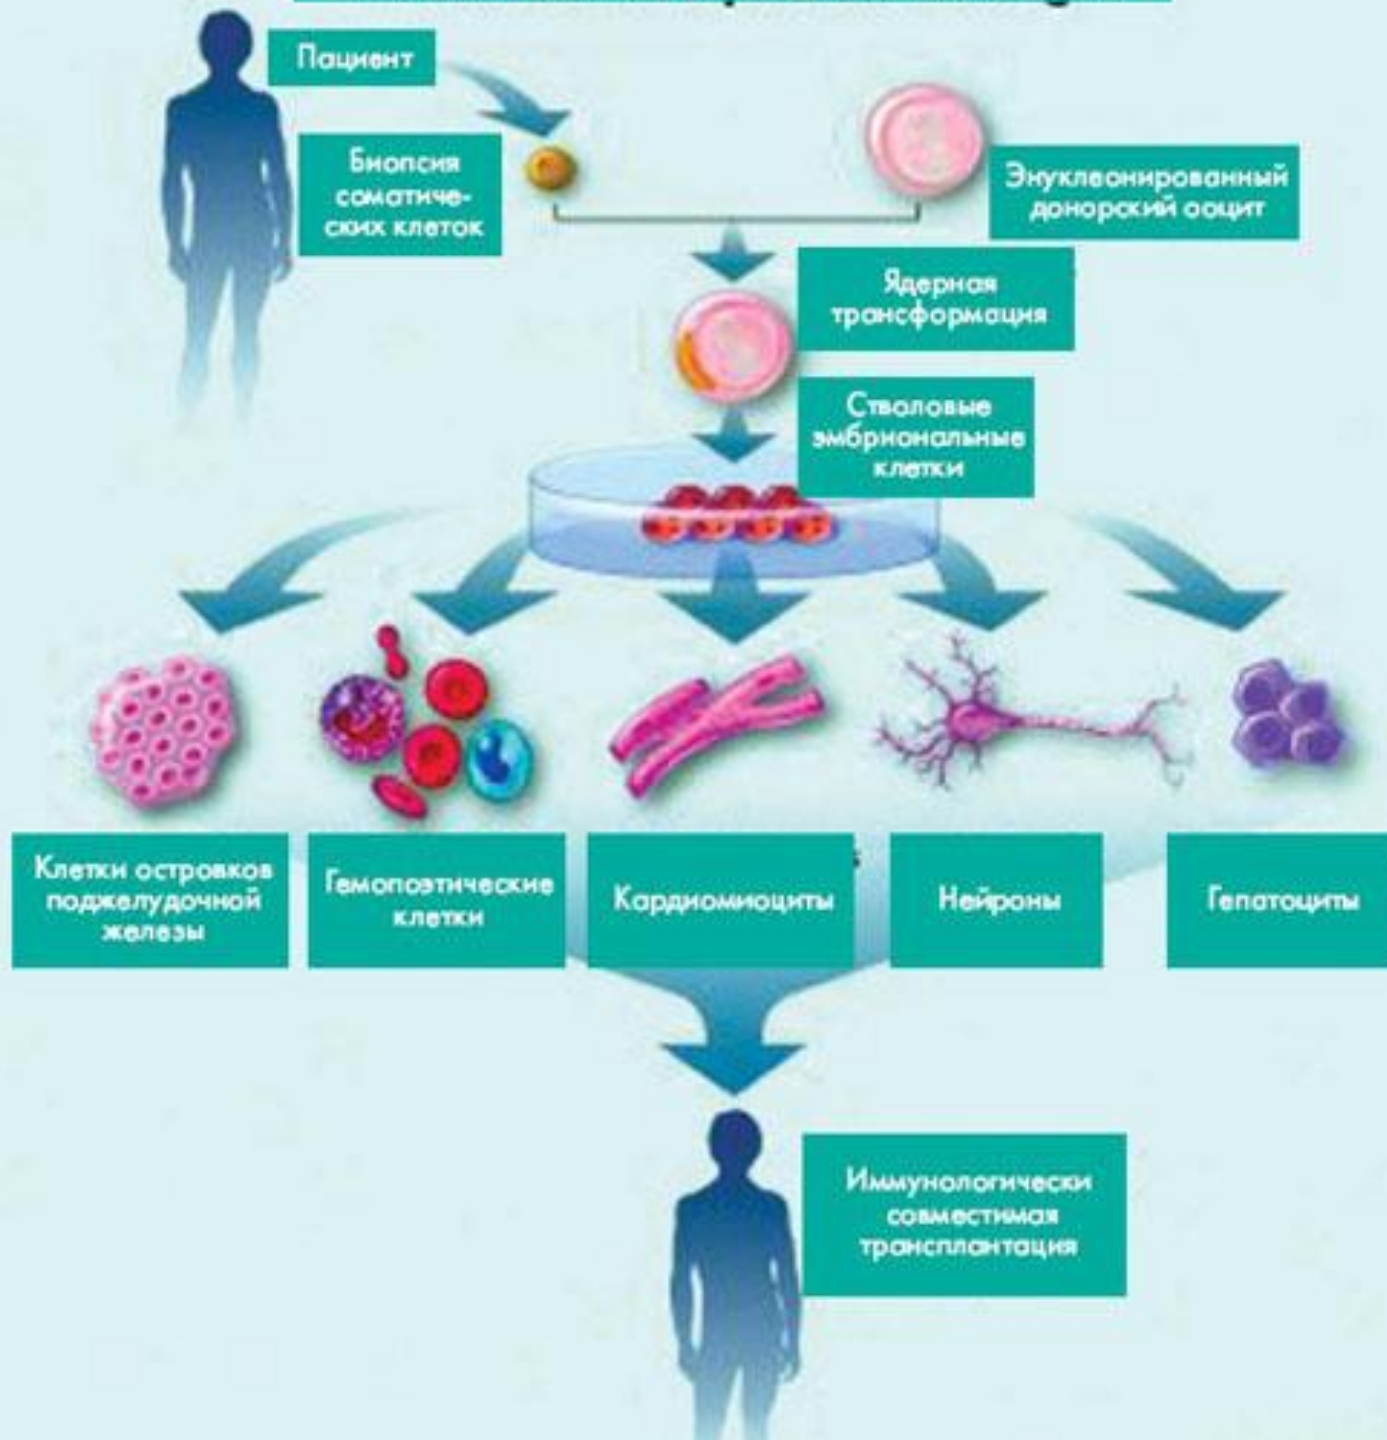 Пациент
Биопсия
соматиче-
ских клеток
Энуклеонированный
донорский ооцит
Ядерная
трансформация
Стволовые
эмбриональные
клетки
Клетки островков
поджелудочной
железы
Гемопоэтические
клетки
Кардиомиоциты
Нейроны
Гепатоциты
Иммунологически
совместимая
трансплантация